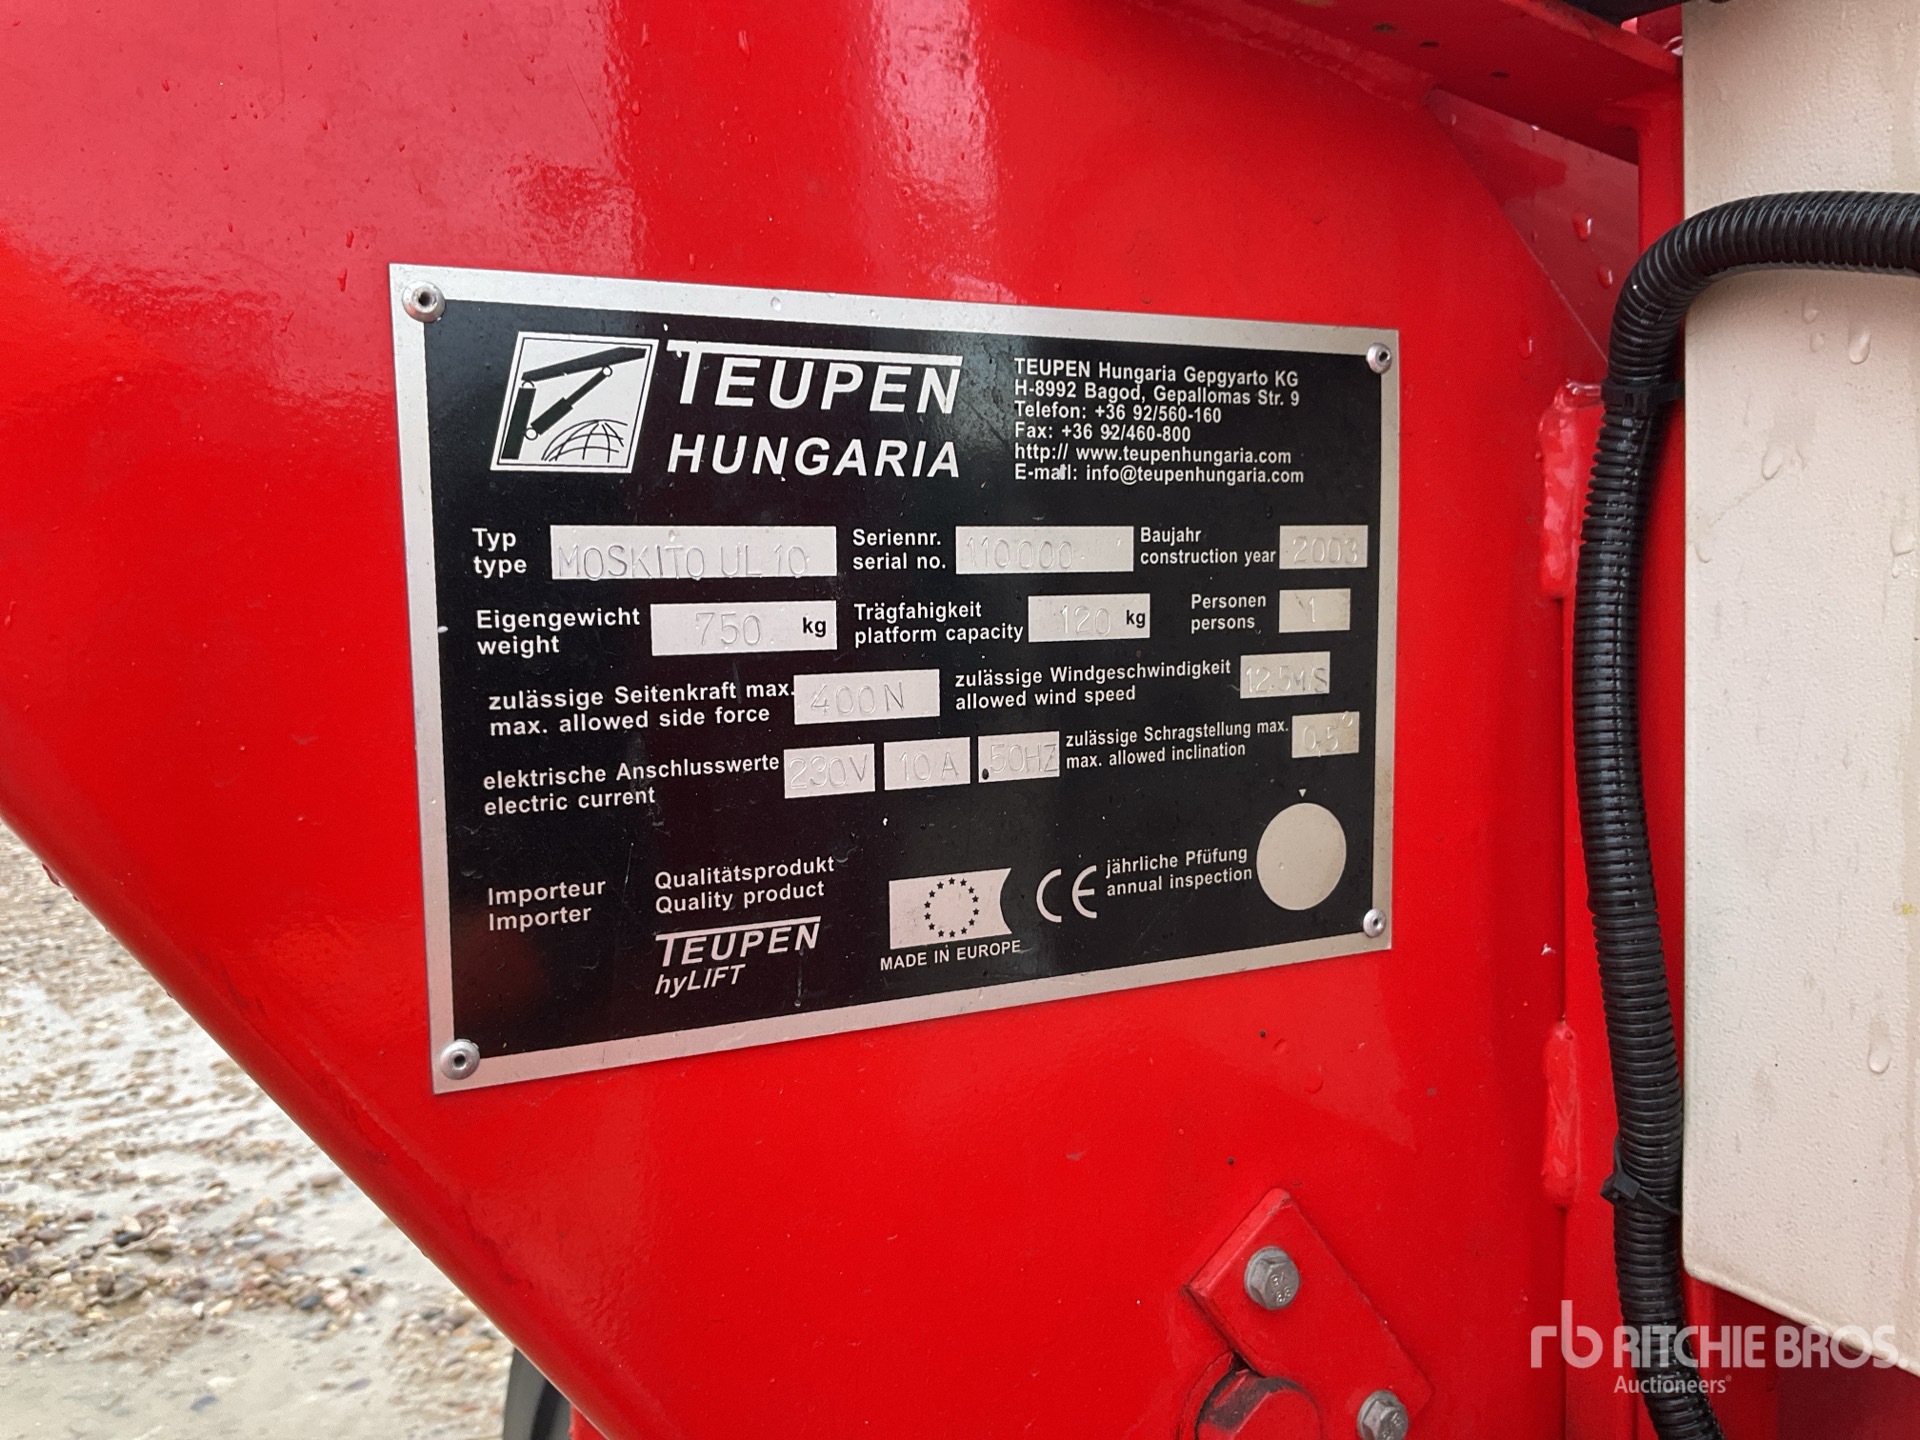 TEUPEN
HUNGARIA
TEUPEN Hungaria Gepgyarto KG
H-8992 Bagod, Gepallomas Str. 9
Telefon: +36 92/560-160
Fax: +36 92/460-800
http:// www.teupenhungaria.com
E-mail: info@teupenhungaria.com
Typ
type
MOSKITO UL 10
Seriennr.
serial no.
110000
Baujahr
construction year
2003
Eigengewicht
weight
750 kg
Trägfahigkeit
platform capacity
120 kg
Personen
persons
1
zulässige Seitenkraft max.
max. allowed side force
400N
zulässige Windgeschwindigkeit
allowed wind speed
12.5M/S
elektrische Anschlusswerte
electric current
230V 10A .50HZ
zulässige Schragstellung max.
max. allowed inclination
0,5°
Importeur
Importer
Qualitätsprodukt
Quality product
TEUPEN
hyLIFT
MADE IN EUROPE
CE
jährliche Pfüfung
annual inspection
rb RITCHIE BROS.
Auctioneers